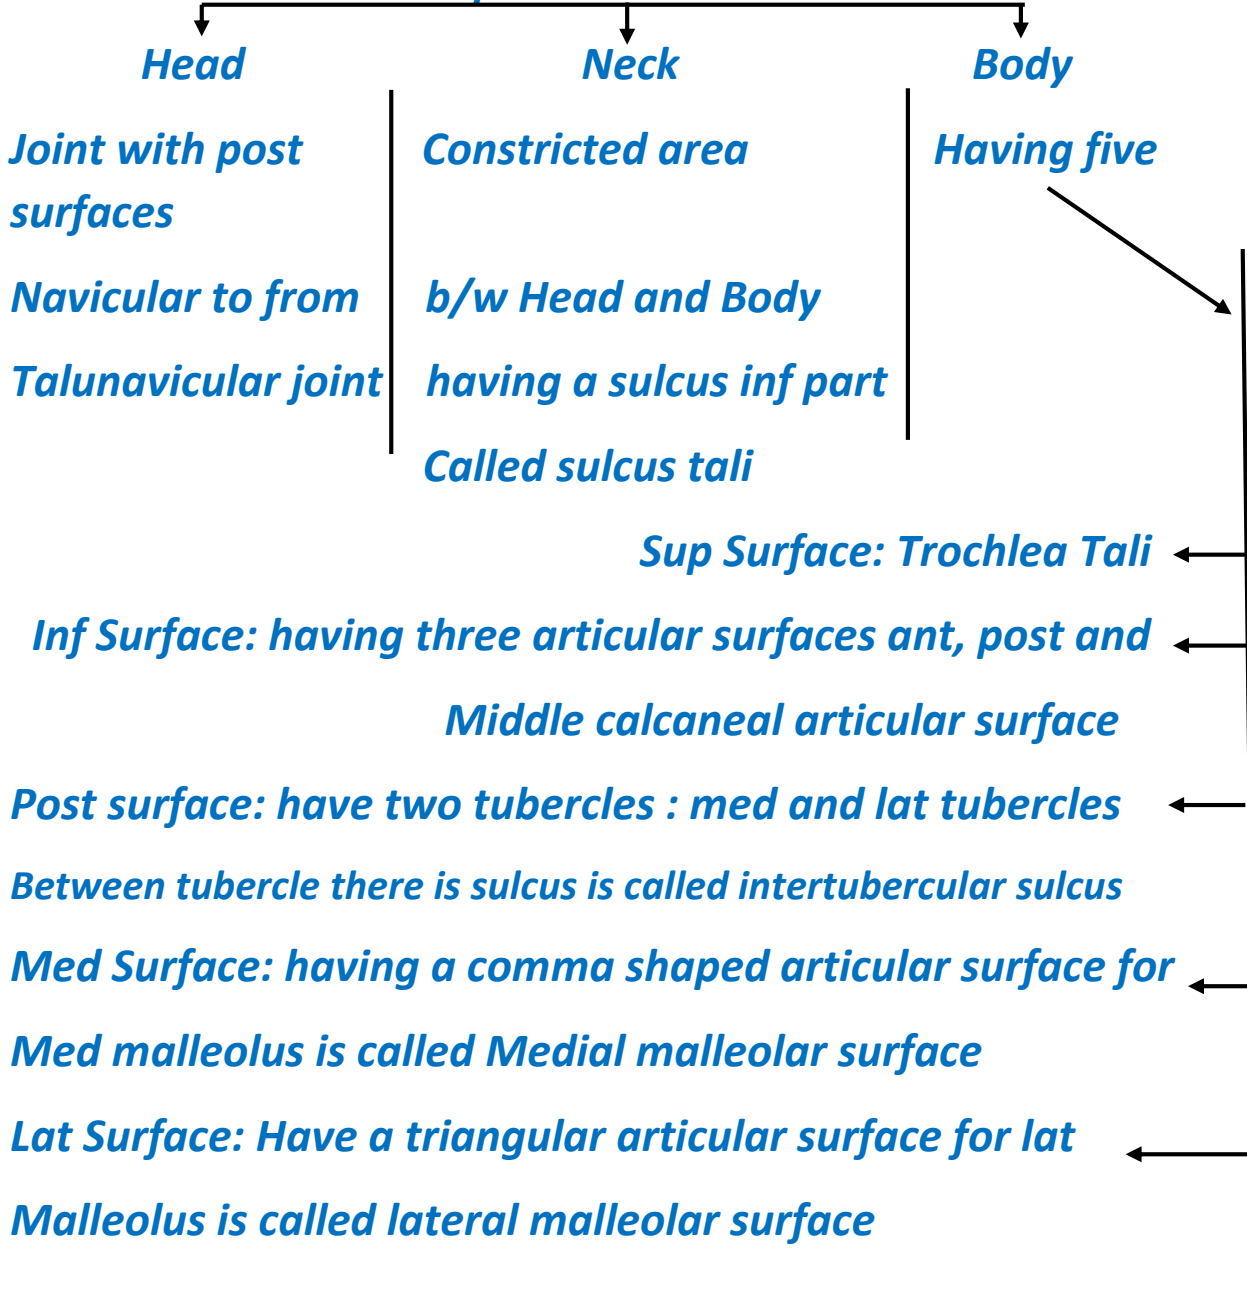 Head Neck Body
Joint with post Constricted area Having five
surfaces
Navicular to from b/w Head and Body
Talunavicular joint having a sulcus inf part
Called sulcus tali
Sup Surface: Trochlea Tali
Inf Surface: having three articular surfaces ant, post and
Middle calcaneal articular surface
Post surface: have two tubercles : med and lat tubercles
Between tubercle there is sulcus is called intertubercular sulcus
Med Surface: having a comma shaped articular surface for
Med malleolus is called Medial malleolar surface
Lat Surface: Have a triangular articular surface for lat
Malleolus is called lateral malleolar surface